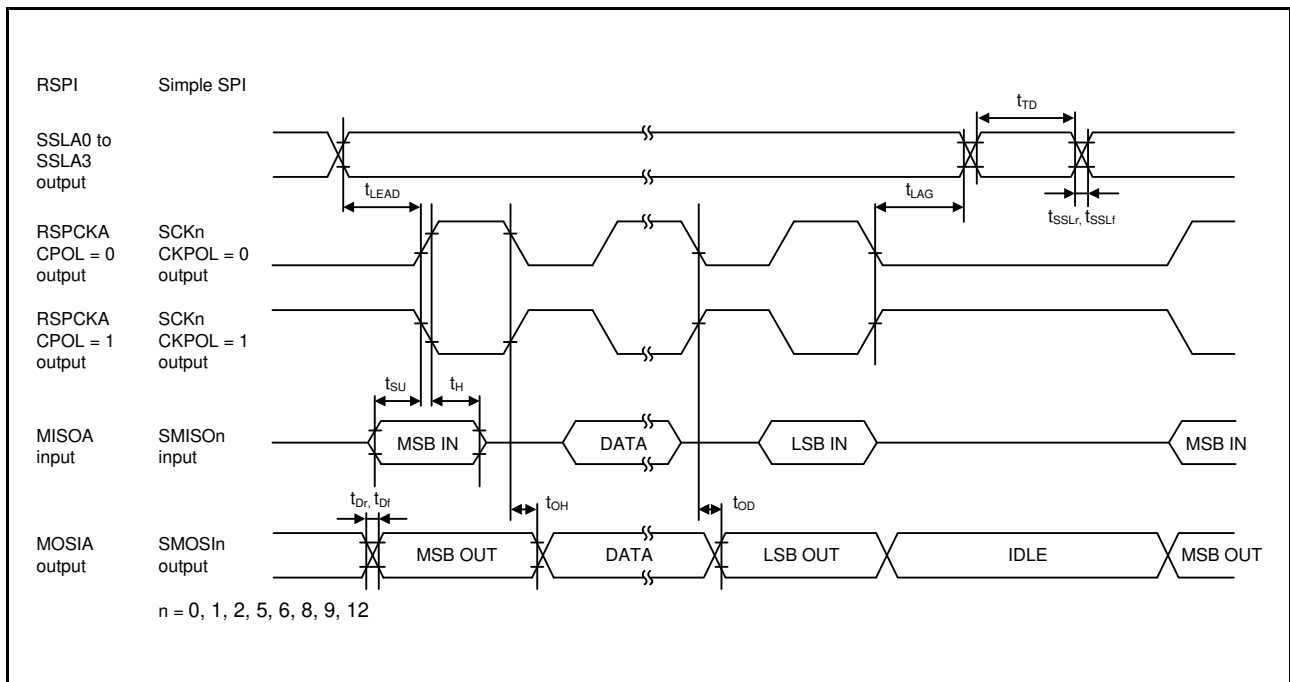 RSPI Simple SPI
tTD
SSLA0 to
SSLA3
output
tLEAD
tLAG
tSSLr, tSSLf
RSPCKA SCKn
CPOL = 0 CKPOL = 0
output output
RSPCKA SCKn
CPOL = 1 CKPOL = 1
output output
tSU tH
MISOA SMISOn
input input
MSB IN DATA LSB IN MSB IN
tDr, tDf
tOH tOD
MOSIA SMOSIn
output output
MSB OUT DATA LSB OUT IDLE MSB OUT
n = 0, 1, 2, 5, 6, 8, 9, 12